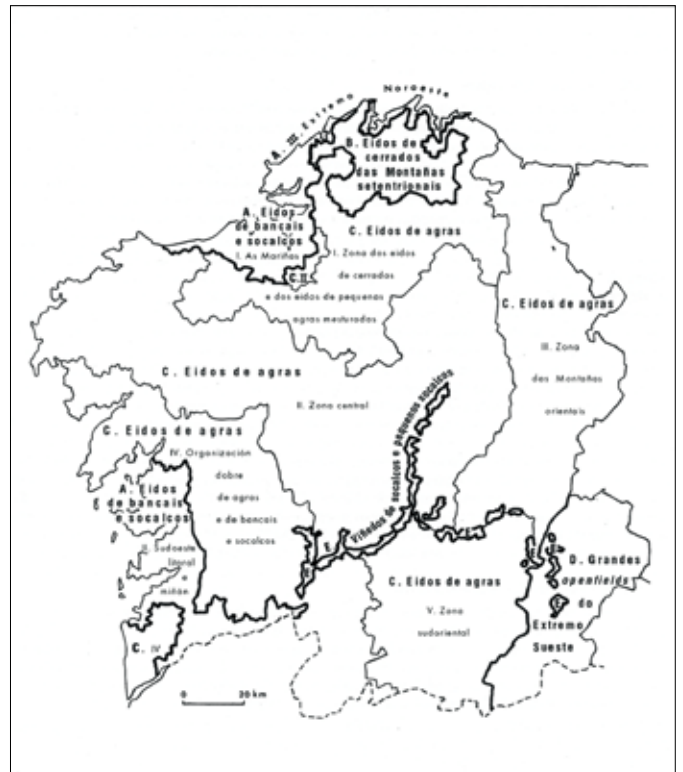 A. III. Extremo Noroeste
B. Eidos de
cerrados
das Montañas
setentrionais
A. Eidos
de bancais
e socalcos
I. As Mariñas
C. Eidos de agras
I. Zona dos eidos
de cerrados
e dos eidos de pequenas
agras mesturadas
C. II
C. Eidos de agras
III. Zona
das Montañas
orientais
C. Eidos de agras
II. Zona central
C. Eidos de agras
IV. Organización
dobre
de agras
e de bancais
e socalcos
A. Eidos
de bancais
e socalcos
II. Sudoeste
litoral
e
miñán
C. IV
E
E
Viñedos de socalcos e pequenos socalcos
E
C. Eidos de agras
V. Zona
sudoriental
E
E
E
D. Grandes
openfields
do
Extremo
Sueste
0 20 km